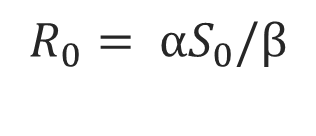 R₀ = αS₀/β